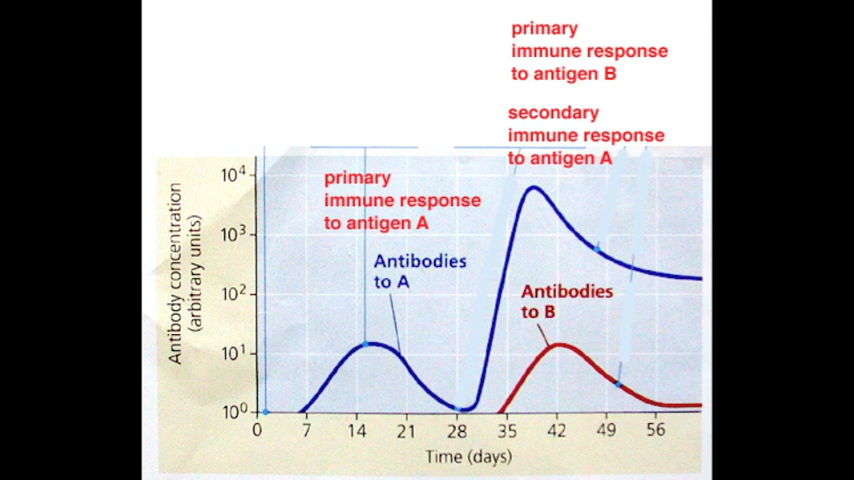 primary
immune response
to antigen B
secondary
immune response
to antigen A
primary
immune response
to antigen A
Antibodies
to A
Antibodies
to B
Antibody concentration
(arbitrary units)
10⁴
10³
10²
10¹
10⁰
0 7 14 21 28 35 42 49 56
Time (days)